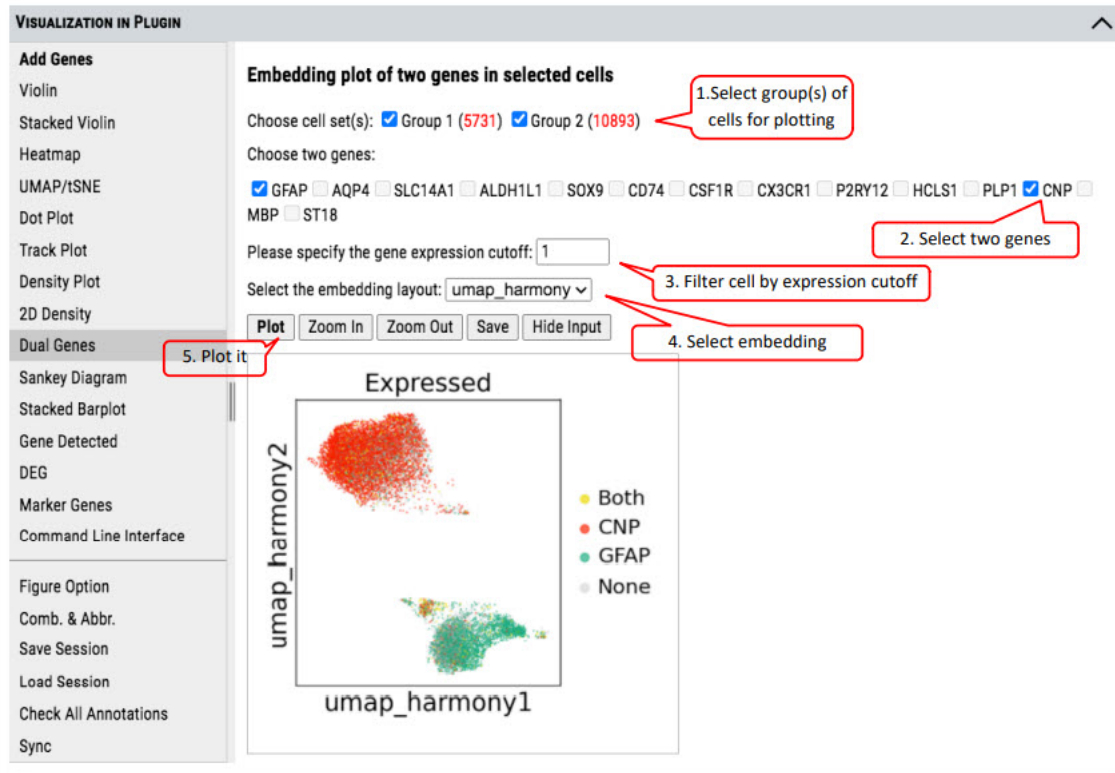 VISUALIZATION IN PLUGIN
Add Genes
Violin
Stacked Violin
Heatmap
UMAP/tSNE
Dot Plot
Track Plot
Density Plot
2D Density
Dual Genes
Sankey Diagram
Stacked Barplot
Gene Detected
DEG
Marker Genes
Command Line Interface
Figure Option
Comb. & Abbr.
Save Session
Load Session
Check All Annotations
Sync
Embedding plot of two genes in selected cells
1.Select group(s) of
cells for plotting
Choose cell set(s): Group 1 (5731) Group 2 (10893)
Choose two genes:
GFAP AQP4 SLC14A1 ALDH1L1 SOX9 CD74 CSF1R CX3CR1 P2RY12 HCLS1 PLP1 CNP
MBP ST18
2. Select two genes
Please specify the gene expression cutoff: 1
3. Filter cell by expression cutoff
Select the embedding layout: umap_harmony
4. Select embedding
Plot Zoom In Zoom Out Save Hide Input
5. Plot it
Expressed
umap_harmony2
Both
CNP
GFAP
None
umap_harmony1